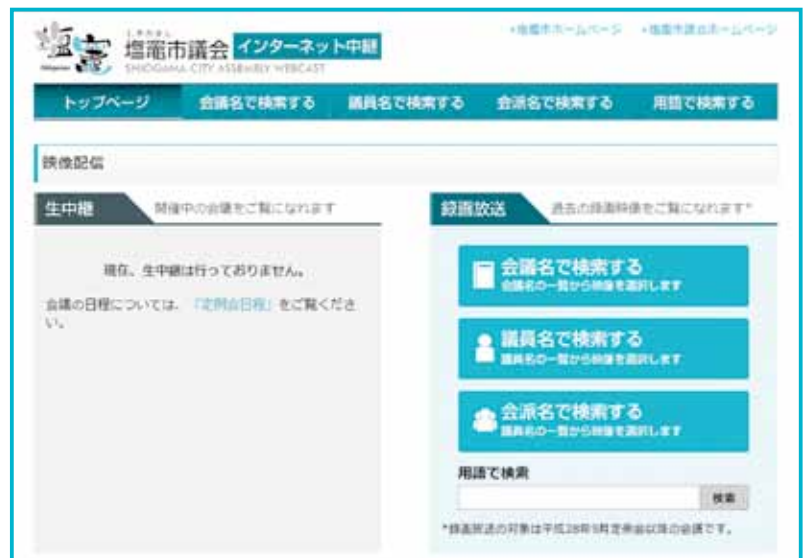 塩竈
しおがまし
塩竈市議会 インターネット中継
SHIOGAMA CITY ASSEMBLY WEBCAST
塩竈市ホームページ 塩竈市議会ホームページ
トップページ 会議名で検索する 議員名で検索する 会派名で検索する 用語で検索する
映像配信
生中継 開催中の会議をご覧になれます
現在、生中継は行っておりません。
会議の日程については、「定例会日程」をご覧くださ
い。
録画放送 過去の録画映像をご覧になれます*
会議名で検索する
会議名の一覧から映像を選択します
議員名で検索する
議員名の一覧から映像を選択します
会派名で検索する
議員名の一覧から映像を選択します
用語で検索
検索
*録画放送の対象は平成28年9月定例会以降の会議です。